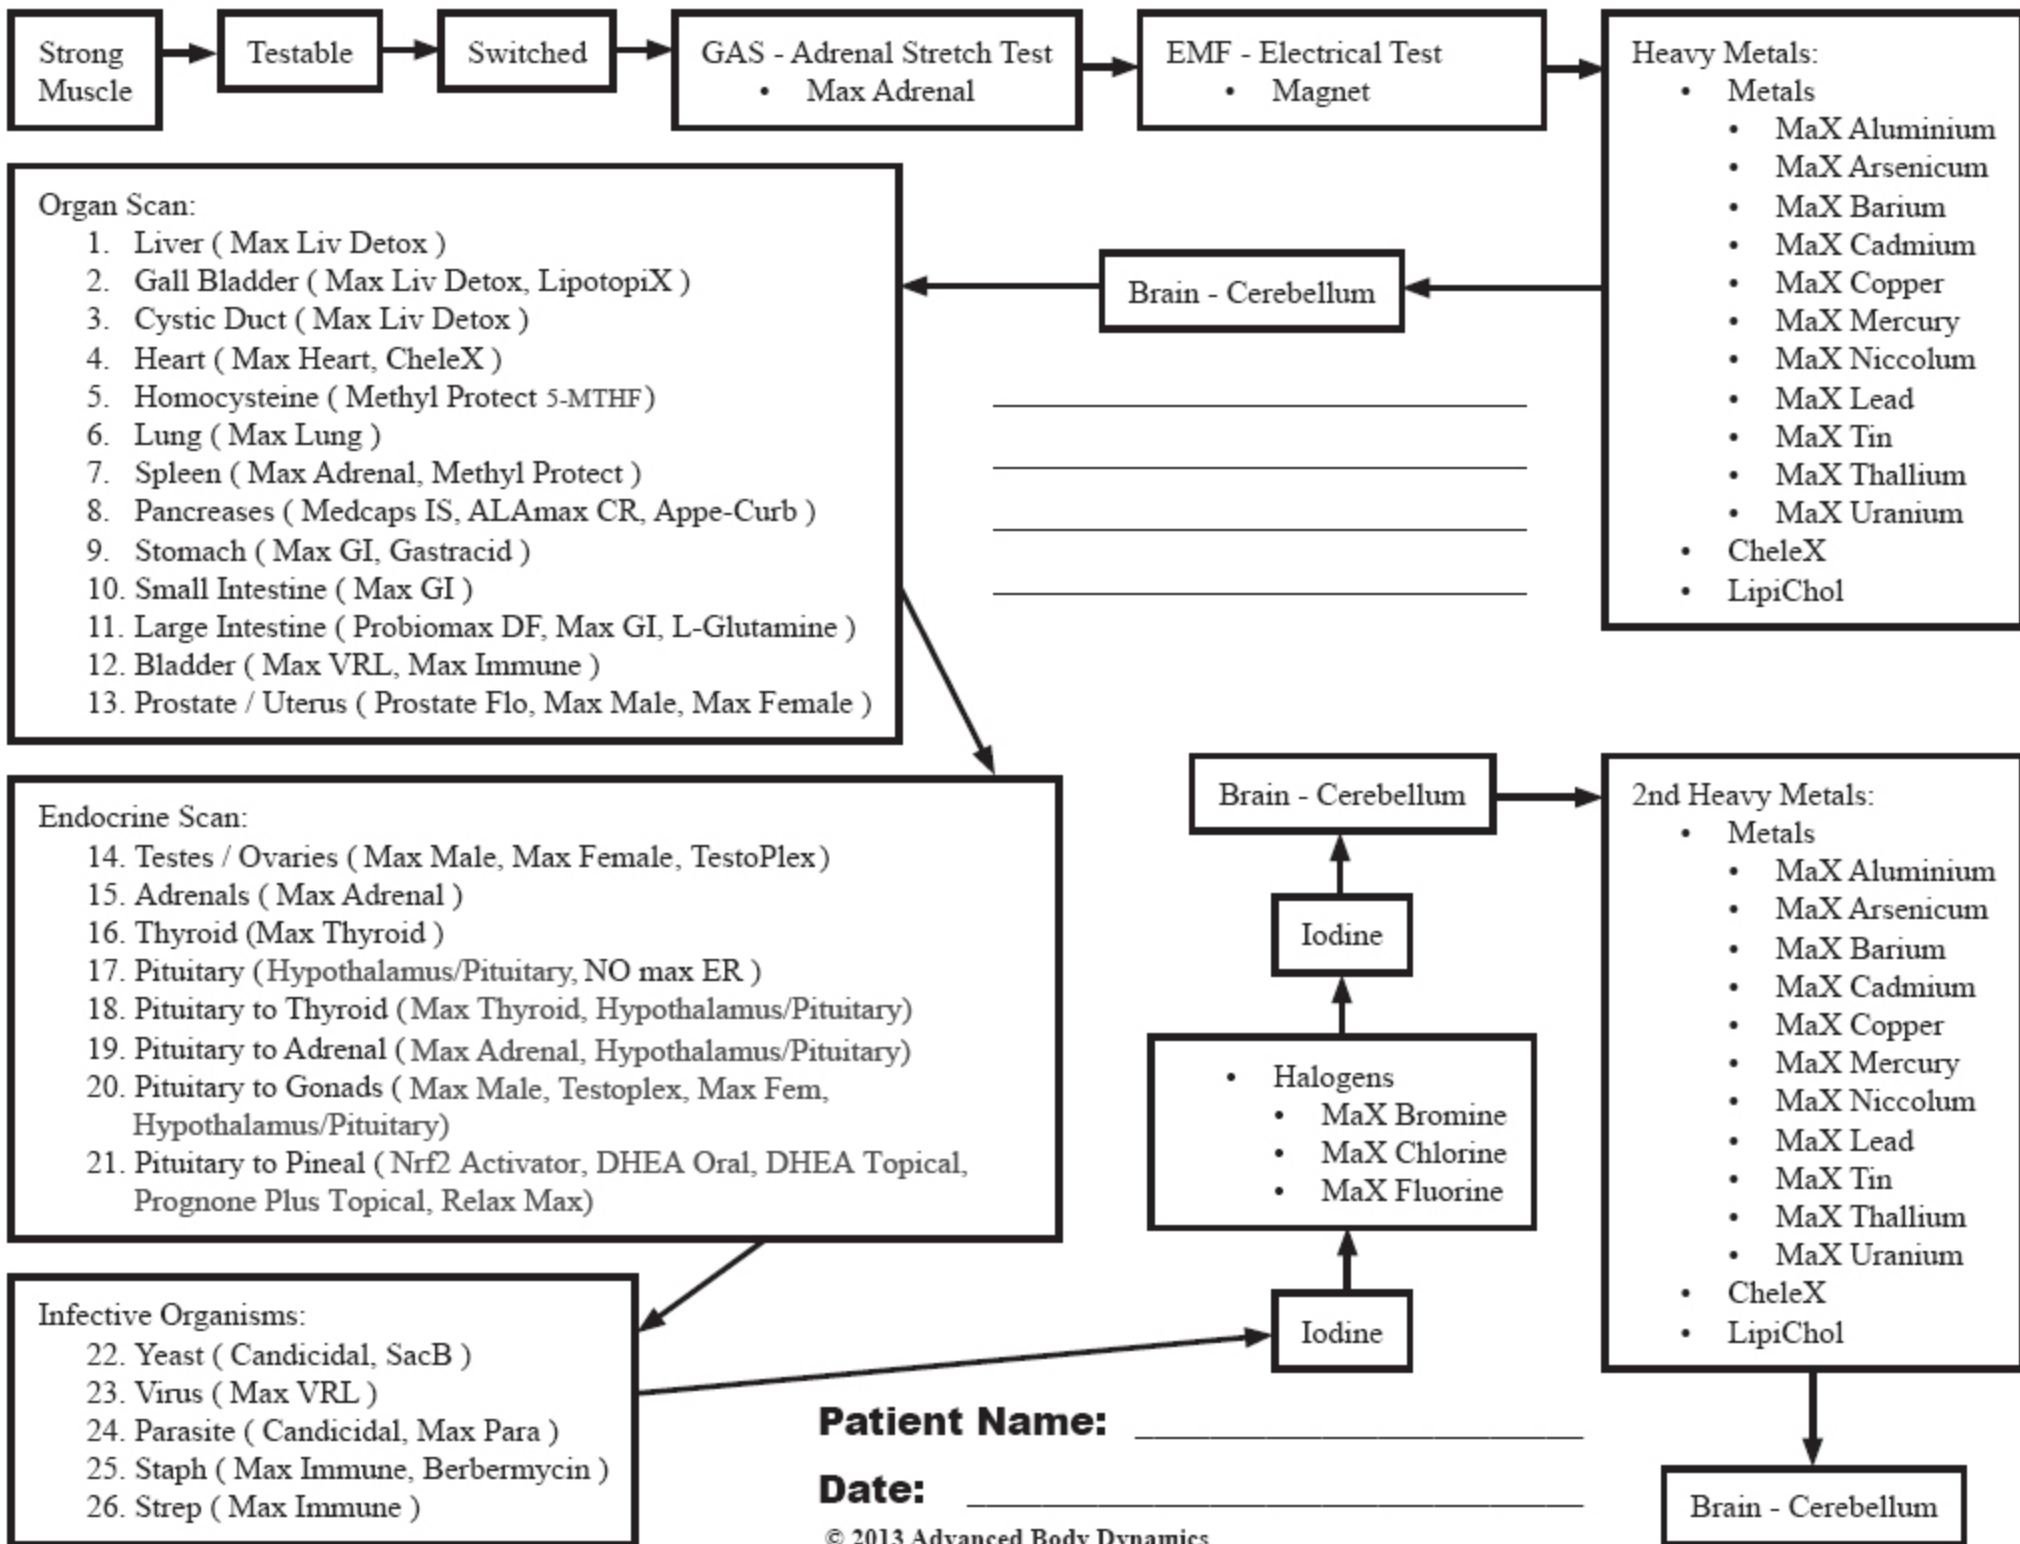 Strong
Muscle
Testable
Switched
GAS - Adrenal Stretch Test
• Max Adrenal
EMF - Electrical Test
• Magnet
Heavy Metals:
• Metals
• MaX Aluminium
• MaX Arsenicum
• MaX Barium
• MaX Cadmium
• MaX Copper
• MaX Mercury
• MaX Niccolum
• MaX Lead
• MaX Tin
• MaX Thallium
• MaX Uranium
• CheleX
• LipiChol
Brain - Cerebellum
Organ Scan:
1. Liver ( Max Liv Detox )
2. Gall Bladder ( Max Liv Detox, LipotopiX )
3. Cystic Duct ( Max Liv Detox )
4. Heart ( Max Heart, CheleX )
5. Homocysteine ( Methyl Protect 5-MTHF)
6. Lung ( Max Lung )
7. Spleen ( Max Adrenal, Methyl Protect )
8. Pancreases ( Medcaps IS, ALAmax CR, Appe-Curb )
9. Stomach ( Max GI, Gastracid )
10. Small Intestine ( Max GI )
11. Large Intestine ( Probiomax DF, Max GI, L-Glutamine )
12. Bladder ( Max VRL, Max Immune )
13. Prostate / Uterus ( Prostate Flo, Max Male, Max Female )
Endocrine Scan:
14. Testes / Ovaries ( Max Male, Max Female, TestoPlex)
15. Adrenals ( Max Adrenal )
16. Thyroid (Max Thyroid )
17. Pituitary (Hypothalamus/Pituitary, NO max ER )
18. Pituitary to Thyroid (Max Thyroid, Hypothalamus/Pituitary)
19. Pituitary to Adrenal ( Max Adrenal, Hypothalamus/Pituitary)
20. Pituitary to Gonads ( Max Male, Testoplex, Max Fem,
Hypothalamus/Pituitary)
21. Pituitary to Pineal ( Nrf2 Activator, DHEA Oral, DHEA Topical,
Prognone Plus Topical, Relax Max)
Infective Organisms:
22. Yeast ( Candicidal, SacB )
23. Virus ( Max VRL )
24. Parasite ( Candicidal, Max Para )
25. Staph ( Max Immune, Berbermycin )
26. Strep ( Max Immune )
Iodine
• Halogens
• MaX Bromine
• MaX Chlorine
• MaX Fluorine
Iodine
Brain - Cerebellum
2nd Heavy Metals:
• Metals
• MaX Aluminium
• MaX Arsenicum
• MaX Barium
• MaX Cadmium
• MaX Copper
• MaX Mercury
• MaX Niccolum
• MaX Lead
• MaX Tin
• MaX Thallium
• MaX Uranium
• CheleX
• LipiChol
Brain - Cerebellum
Patient Name:
Date:
© 2013 Advanced Body Dynamics